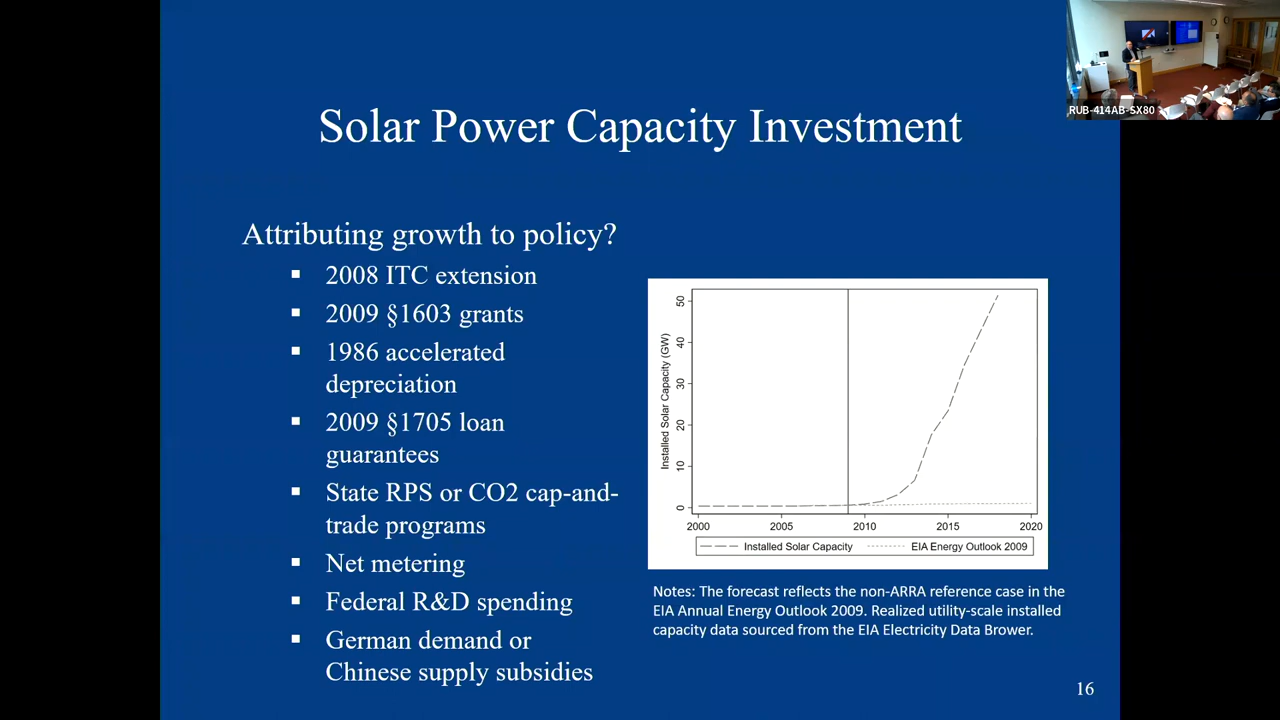 RUB-414AB-SX80
Solar Power Capacity Investment
Attributing growth to policy?
▪ 2008 ITC extension
▪ 2009 §1603 grants
▪ 1986 accelerated
depreciation
▪ 2009 §1705 loan
guarantees
▪ State RPS or CO2 cap-and-
trade programs
▪ Net metering
▪ Federal R&D spending
▪ German demand or
Chinese supply subsidies
Installed Solar Capacity (GW)
50
40
30
20
10
0
2000 2005 2010 2015 2020
Installed Solar Capacity EIA Energy Outlook 2009
Notes: The forecast reflects the non-ARRA reference case in the
EIA Annual Energy Outlook 2009. Realized utility-scale installed
capacity data sourced from the EIA Electricity Data Brower.
16